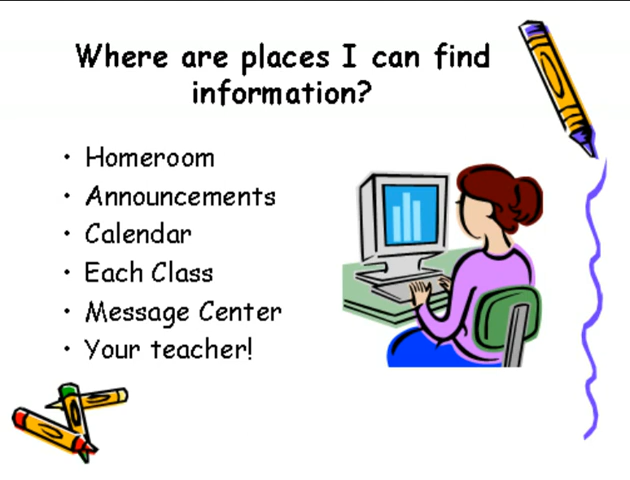 Where are places I can find
information?
• Homeroom
• Announcements
• Calendar
• Each Class
• Message Center
• Your teacher!